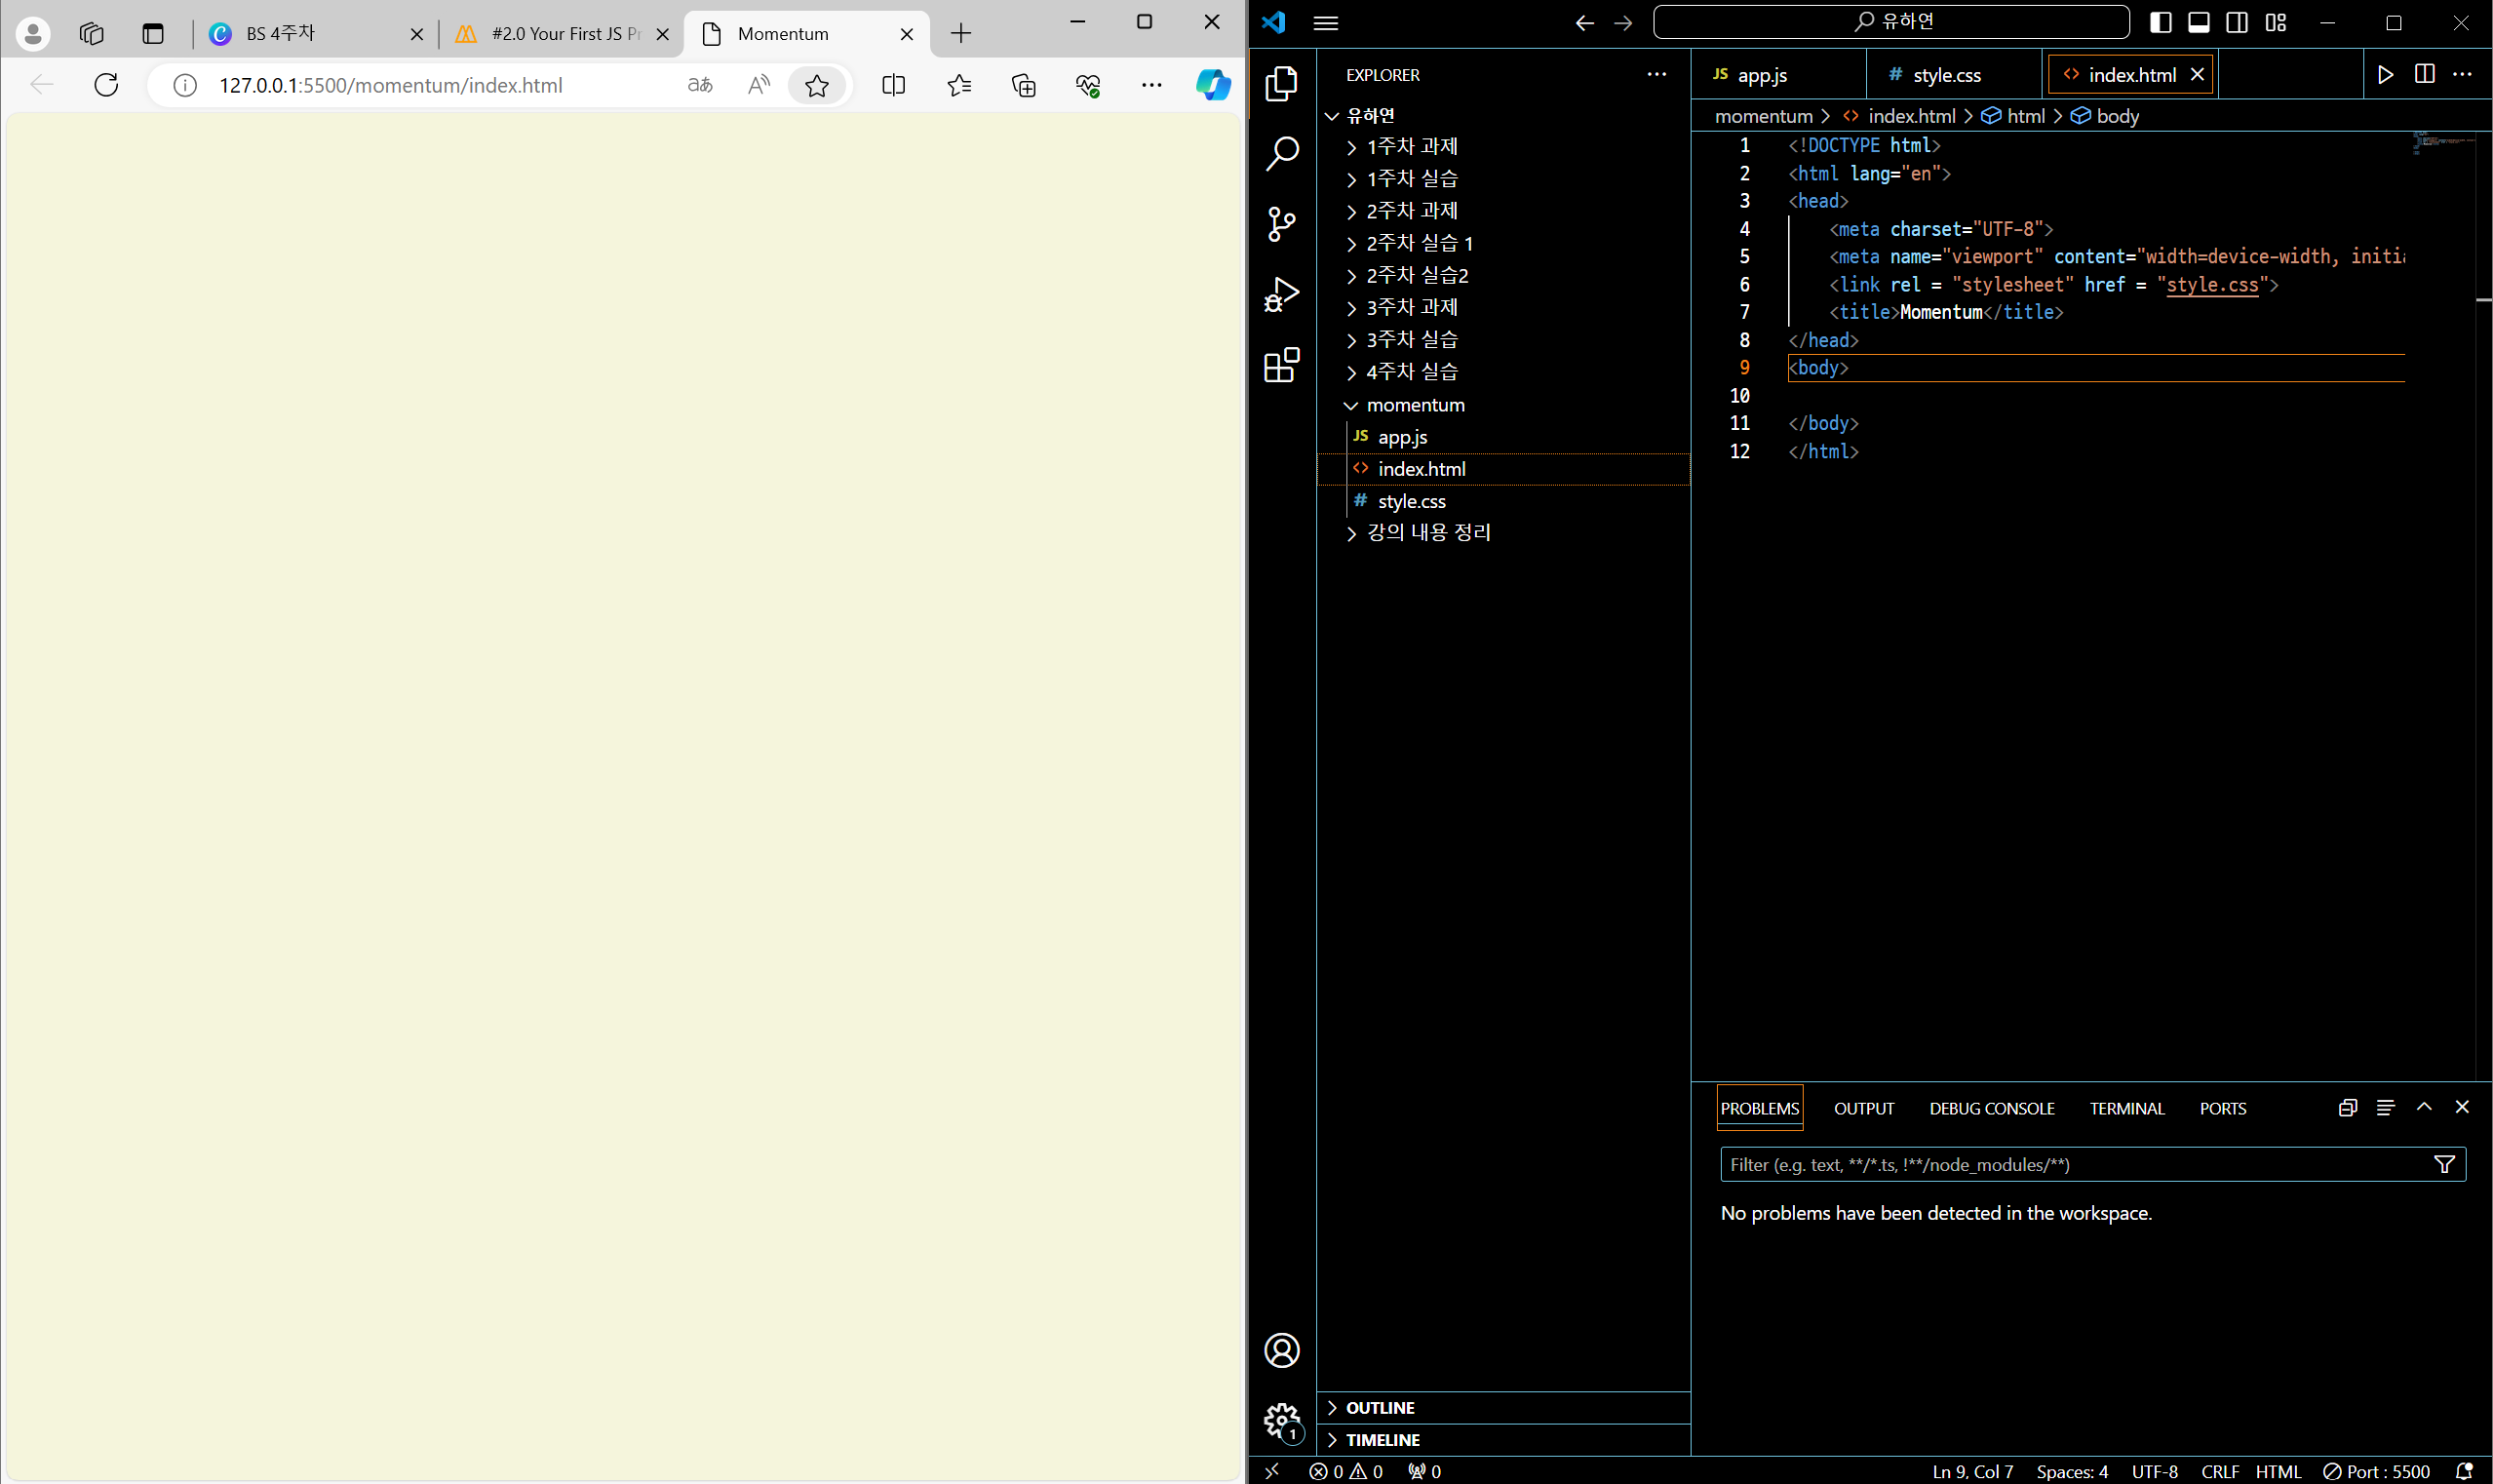 BS 4주차
#2.0 Your First JS Pr
Momentum
127.0.0.1:5500/momentum/index.html
유하연
EXPLORER
유하연
1주차 과제
1주차 실습
2주차 과제
2주차 실습 1
2주차 실습2
3주차 과제
3주차 실습
4주차 실습
momentum
JS app.js
<> index.html
# style.css
강의 내용 정리
OUTLINE
TIMELINE
JS app.js
# style.css
<> index.html
momentum > <> index.html > html > body
1 <!DOCTYPE html>
2 <html lang="en">
3 <head>
4 <meta charset="UTF-8">
5 <meta name="viewport" content="width=device-width, initia
6 <link rel = "stylesheet" href = "style.css">
7 <title>Momentum</title>
8 </head>
9 <body>
10
11 </body>
12 </html>
PROBLEMS OUTPUT DEBUG CONSOLE TERMINAL PORTS
Filter (e.g. text, **/*.ts, !**/node_modules/**)
No problems have been detected in the workspace.
1
0 0 0 Ln 9, Col 7 Spaces: 4 UTF-8 CRLF HTML Port : 5500